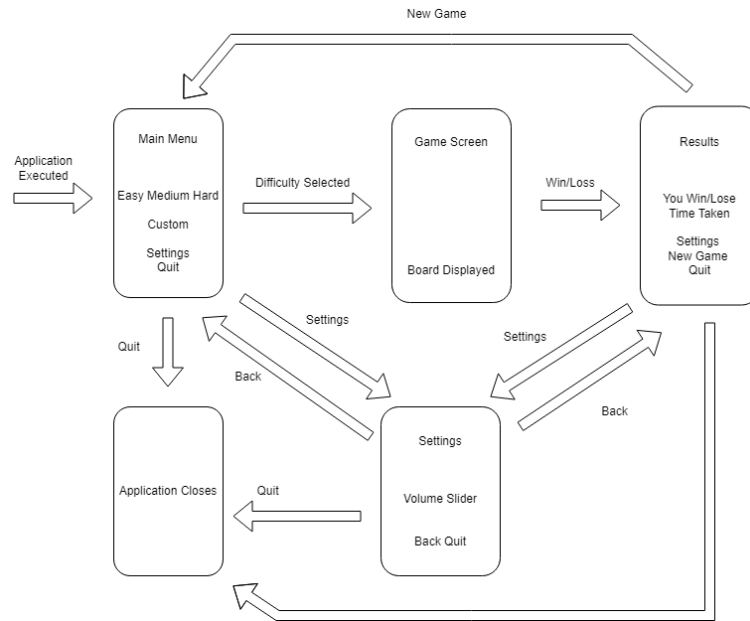 New Game
Main Menu
Game Screen
Results
Application
Executed
Difficulty Selected
Win/Loss
Easy Medium Hard
Custom
Settings
Quit
You Win/Lose
Time Taken
Settings
New Game
Quit
Board Displayed
Settings
Settings
Quit
Back
Back
Settings
Application Closes
Quit
Volume Slider
Back Quit